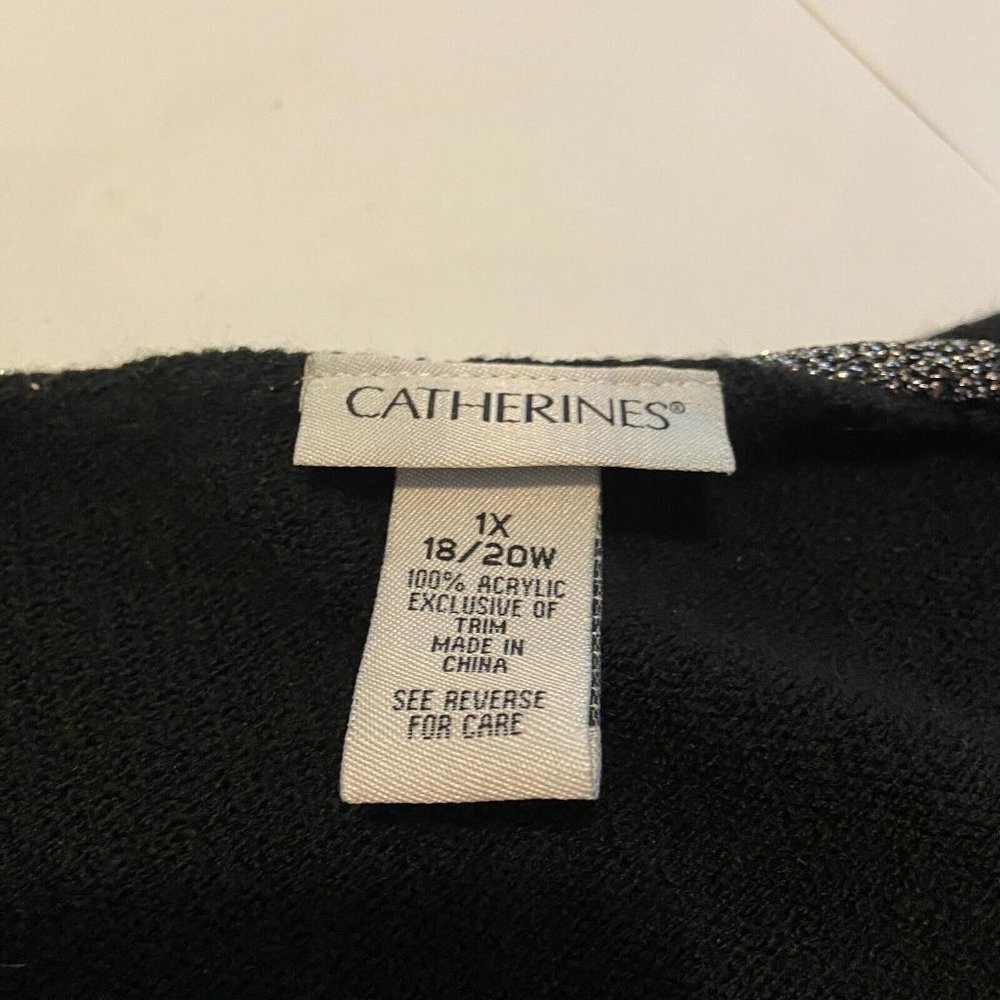 CATHERINES®
1X
18/20W
100% ACRYLIC
EXCLUSIVE OF
TRIM
MADE IN
CHINA
SEE REVERSE
FOR CARE